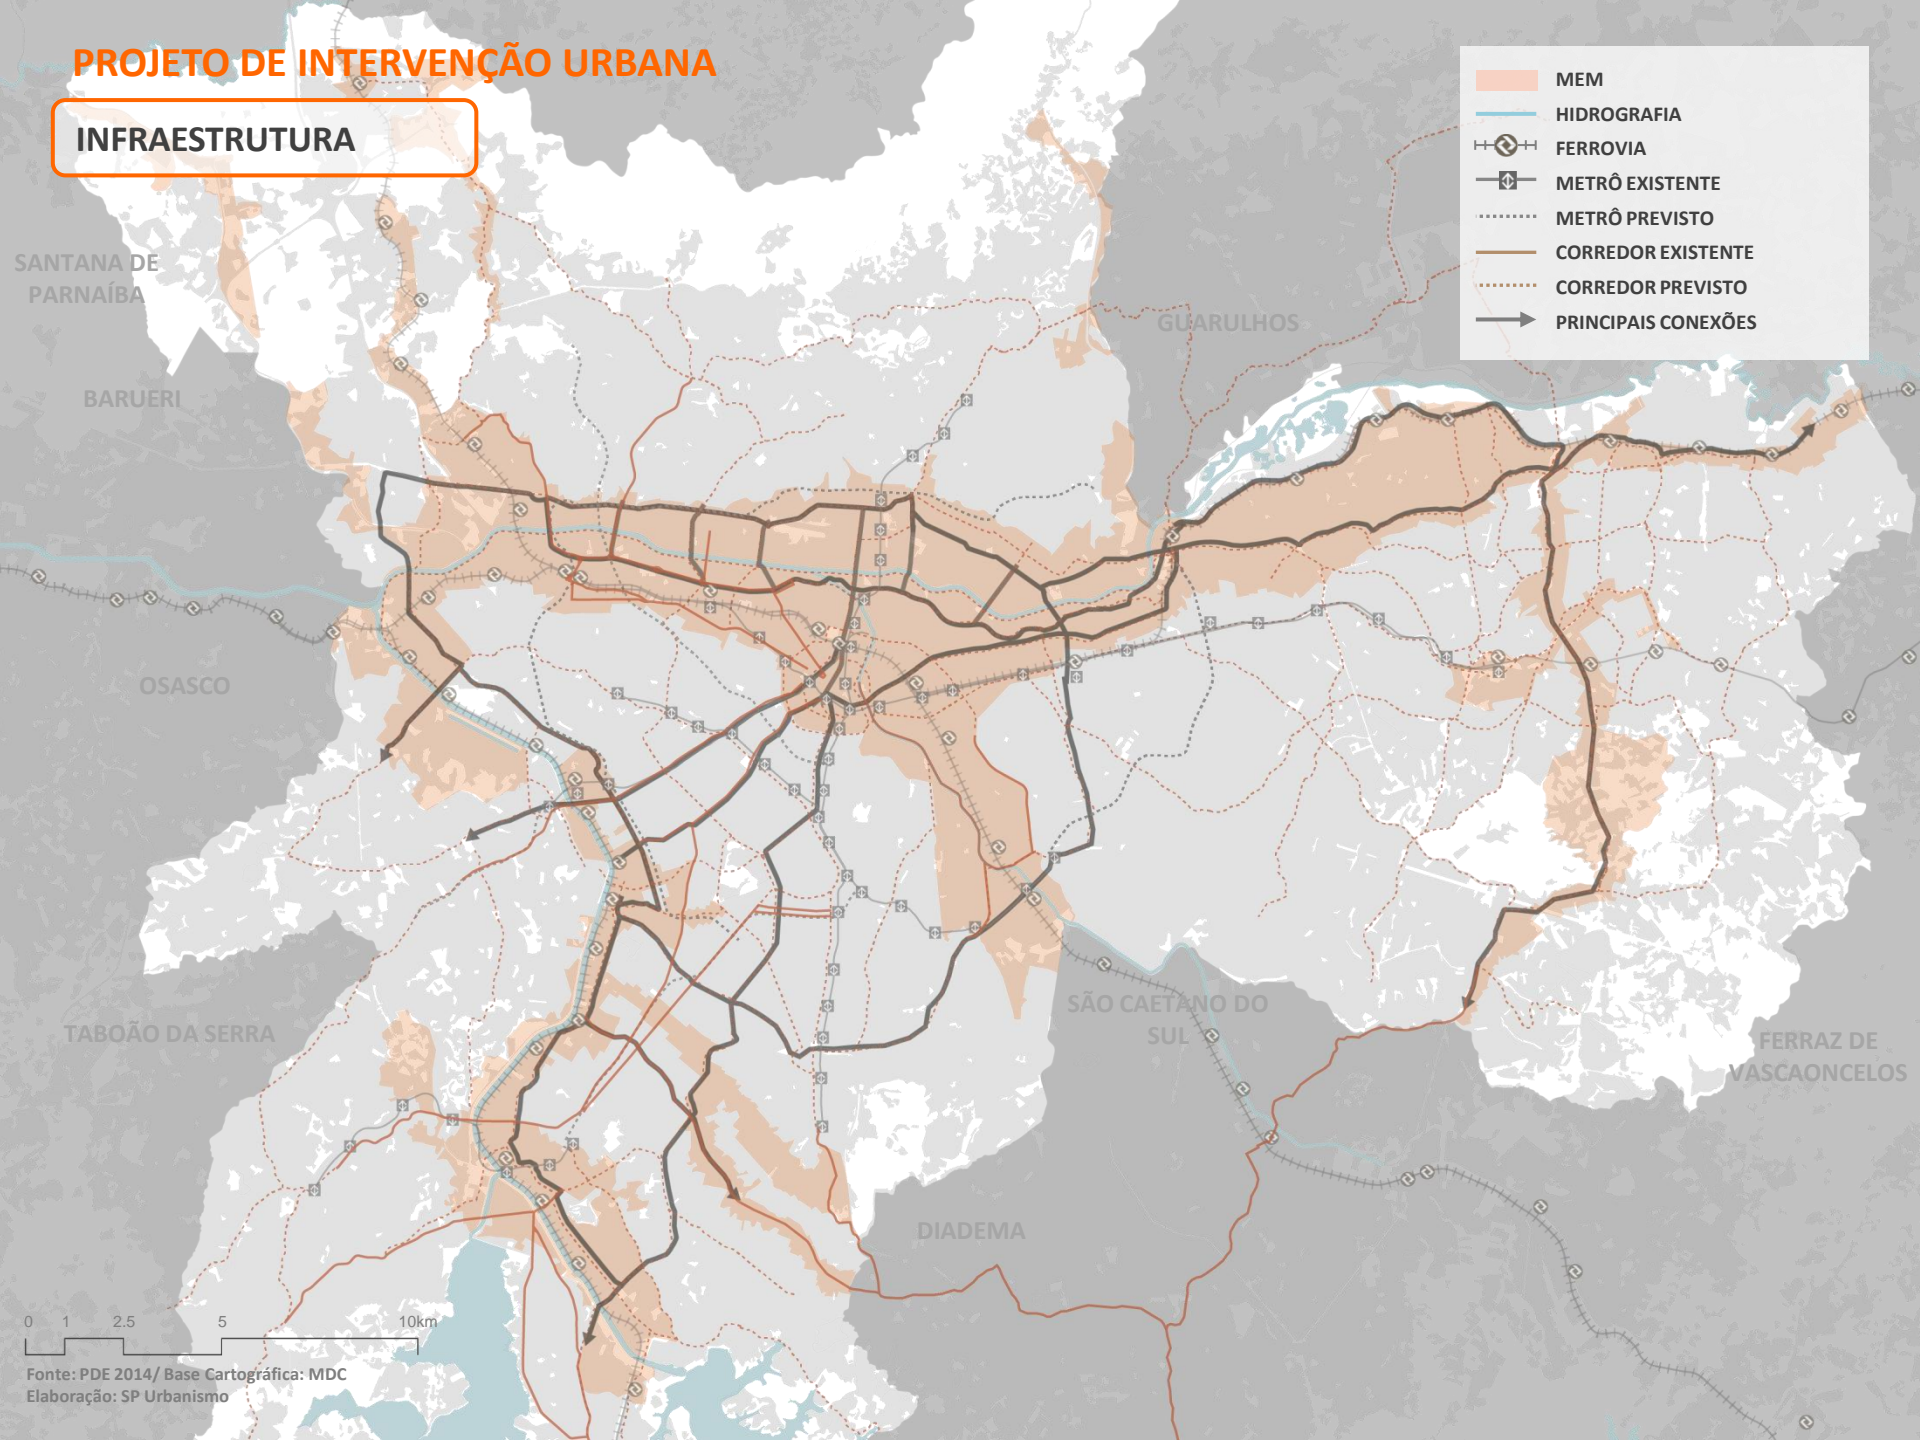 PROJETO DE INTERVENÇÃO URBANA
INFRAESTRUTURA
MEM
HIDROGRAFIA
FERROVIA
METRÔ EXISTENTE
METRÔ PREVISTO
CORREDOR EXISTENTE
CORREDOR PREVISTO
PRINCIPAIS CONEXÕES
SANTANA DE
PARNAÍBA
GUARULHOS
BARUERI
OSASCO
SÃO CAETANO DO
SUL
TABOÃO DA SERRA
FERRAZ DE
VASCAONCELOS
DIADEMA
0 1 2.5 5 10km
Fonte: PDE 2014/ Base Cartográfica: MDC
Elaboração: SP Urbanismo